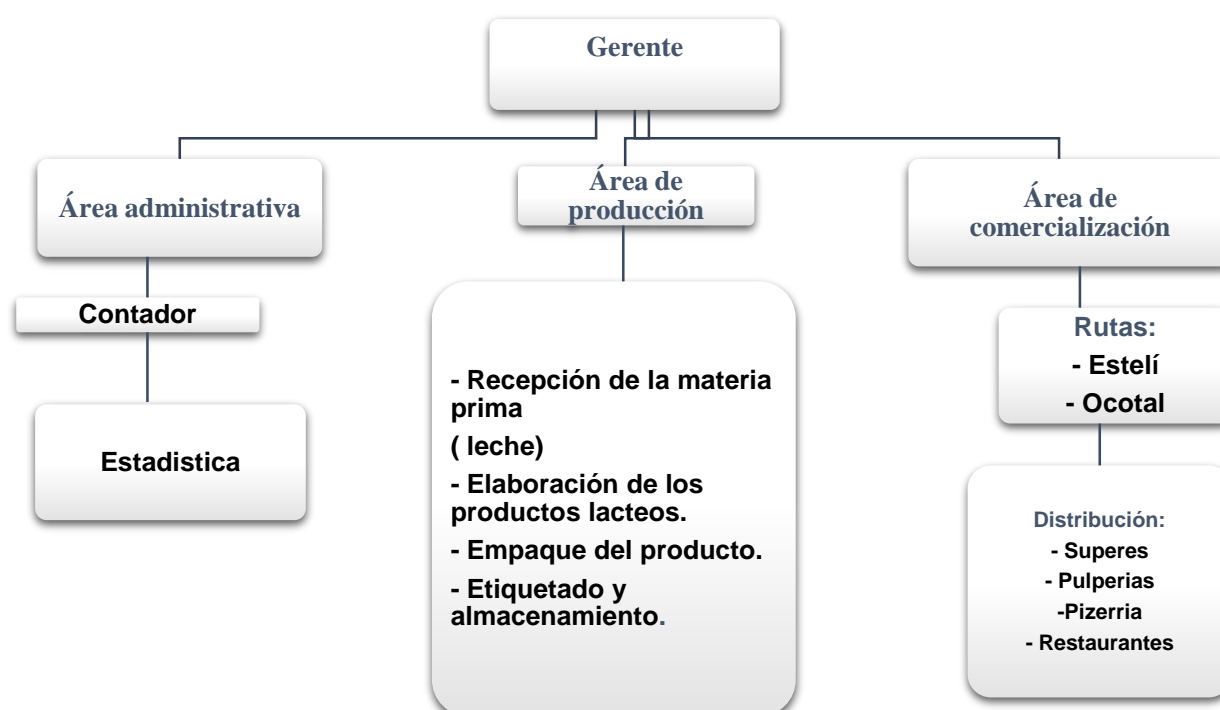 Gerente
Área administrativa
Contador
Estadistica
Área de
producción
- Recepción de la materia
prima
( leche)
- Elaboración de los
productos lacteos.
- Empaque del producto.
- Etiquetado y
almacenamiento.
Área de
comercialización
Rutas:
- Estelí
- Ocotal
Distribución:
- Superes
- Pulperias
-Pizerria
- Restaurantes